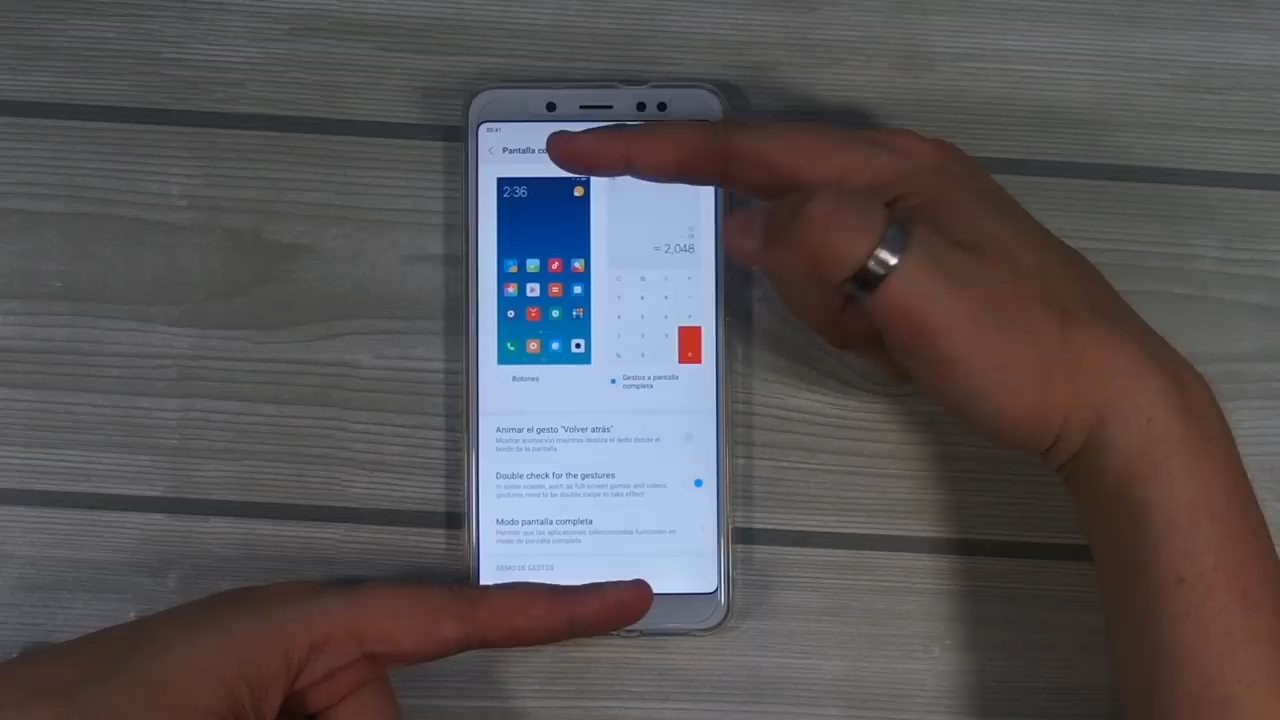 20:41
Pantalla co
2:36
= 2,048
Botones
Gestos a pantalla
completa
Animar el gesto "Volver atrás"
Mostrar animación mientras desliza el dedo desde el
borde de la pantalla
Double check for the gestures
In some scenes, such as full screen games and videos,
gestures need to be double swipe to take effect
Modo pantalla completa
Permitir que las aplicaciones seleccionadas funcionen en
modo de pantalla completa
DEMO DE GESTOS